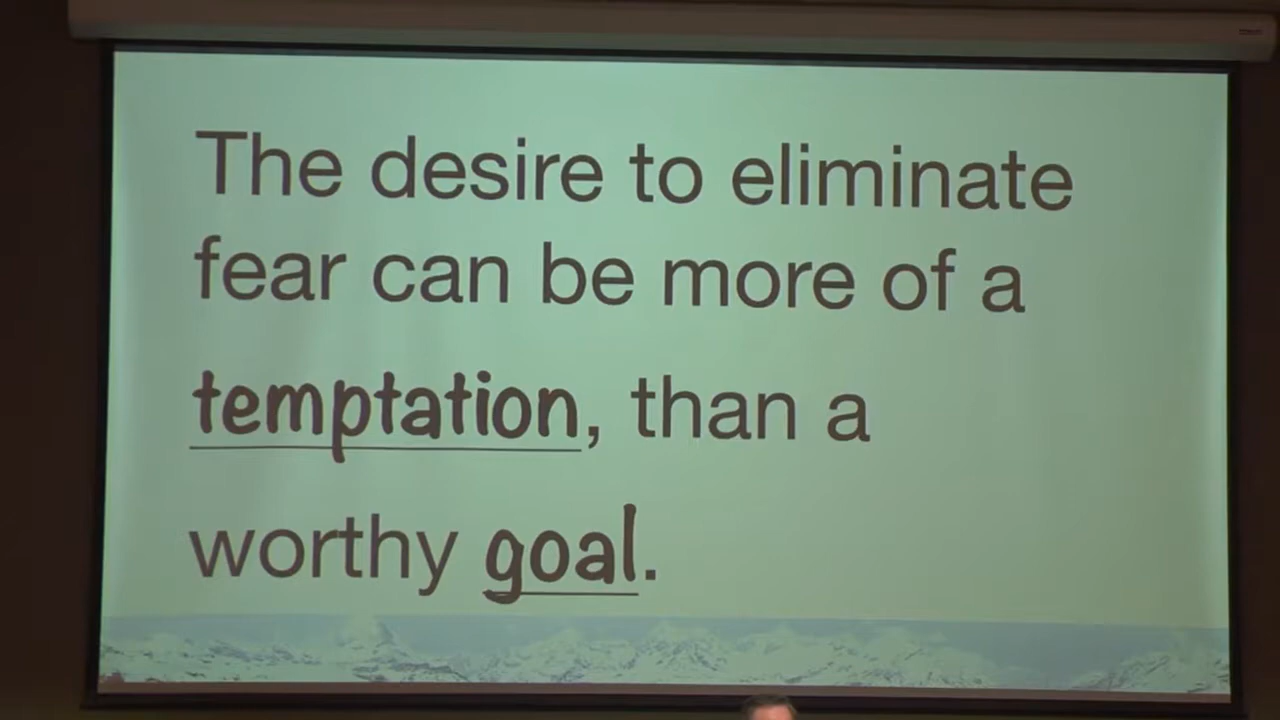 The desire to eliminate
fear can be more of a
temptation, than a
worthy goal.